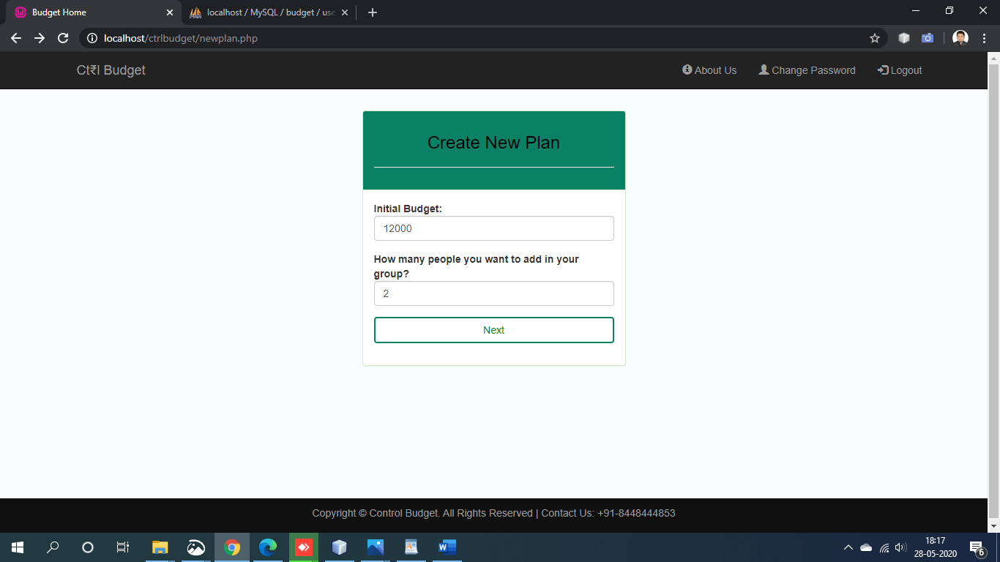 Budget Home
localhost / MySQL / budget / use
localhost/ctrlbudget/newplan.php
Ct₹l Budget
About Us
Change Password
Logout
Create New Plan
Initial Budget:
12000
How many people you want to add in your
group?
2
Next
Copyright © Control Budget. All Rights Reserved | Contact Us: +91-8448444853
18:17
28-05-2020
6